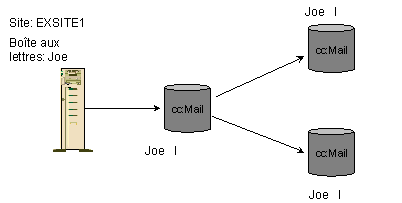 Joe I
Site: EXSITE1
Boîte aux
lettres: Joe
cc:Mail
cc:Mail
Joe I
cc:Mail
Joe I